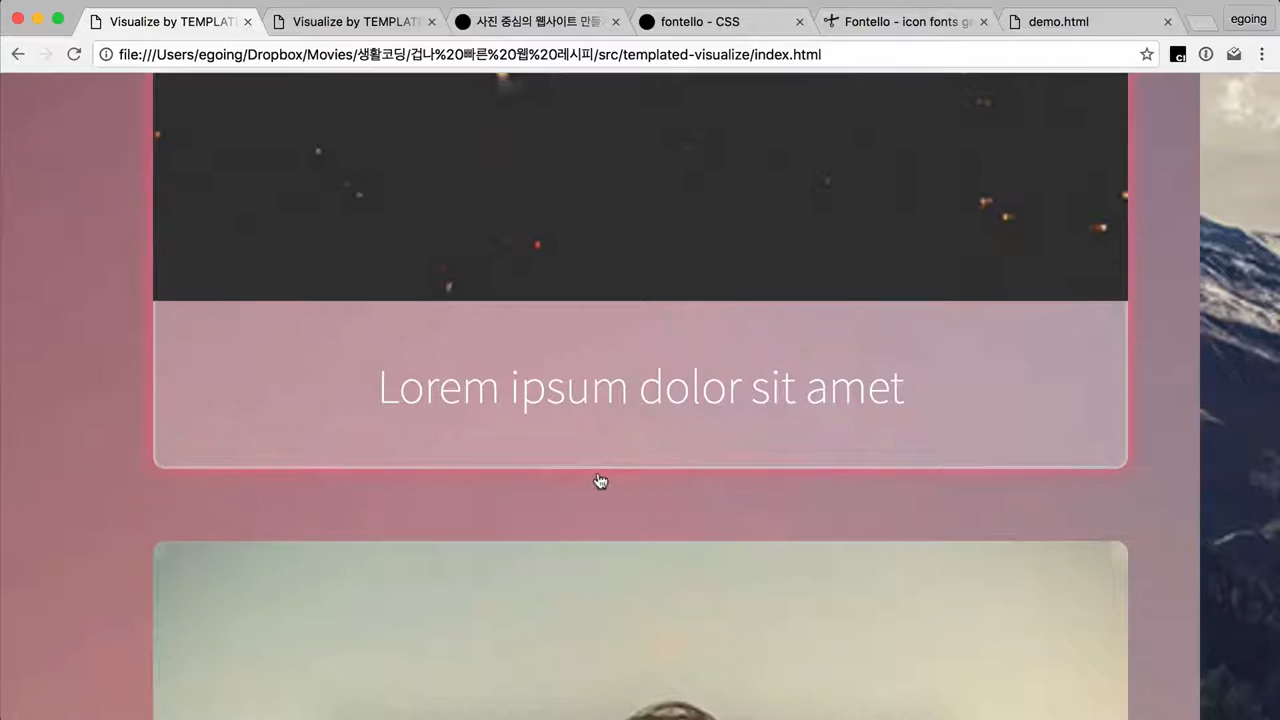 Visualize by TEMPLAT
Visualize by TEMPLAT
사진 중심의 웹사이트 만들
fontello - CSS
Fontello - icon fonts ge
demo.html
egoing
file:///Users/egoing/Dropbox/Movies/생활코딩/겁나%20빠른%20웹%20레시피/src/templated-visualize/index.html
Lorem ipsum dolor sit amet